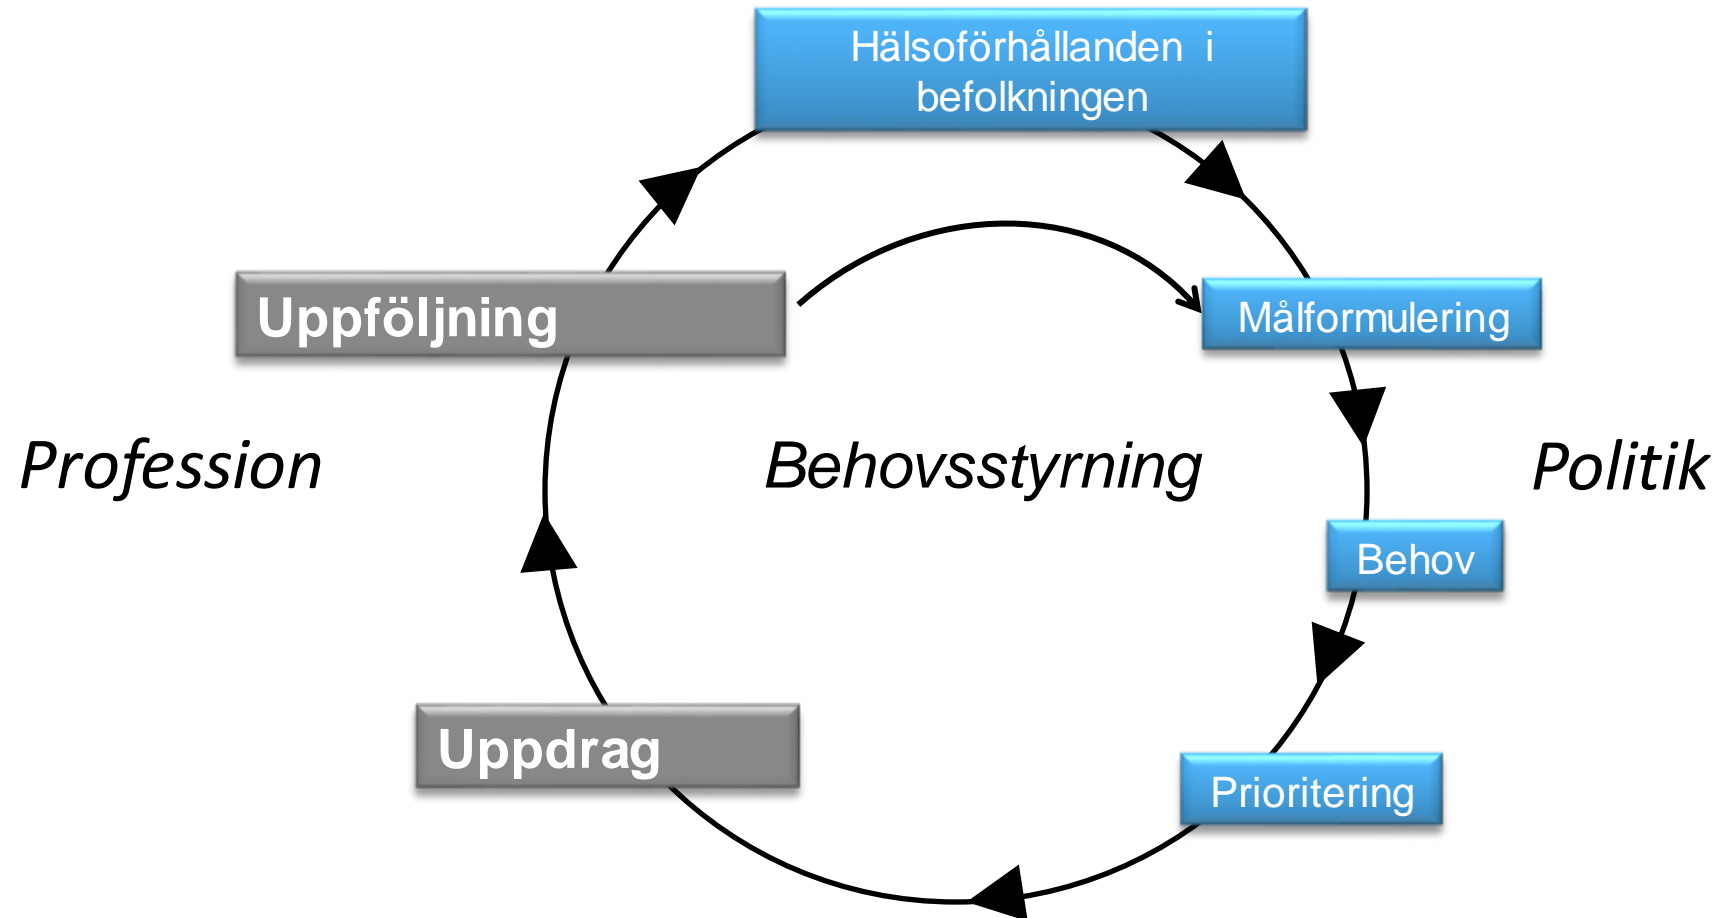 Hälsoförhållanden i
befolkningen
Uppföljning
Målformulering
Profession
Behovsstyrning
Politik
Behov
Uppdrag
Prioritering